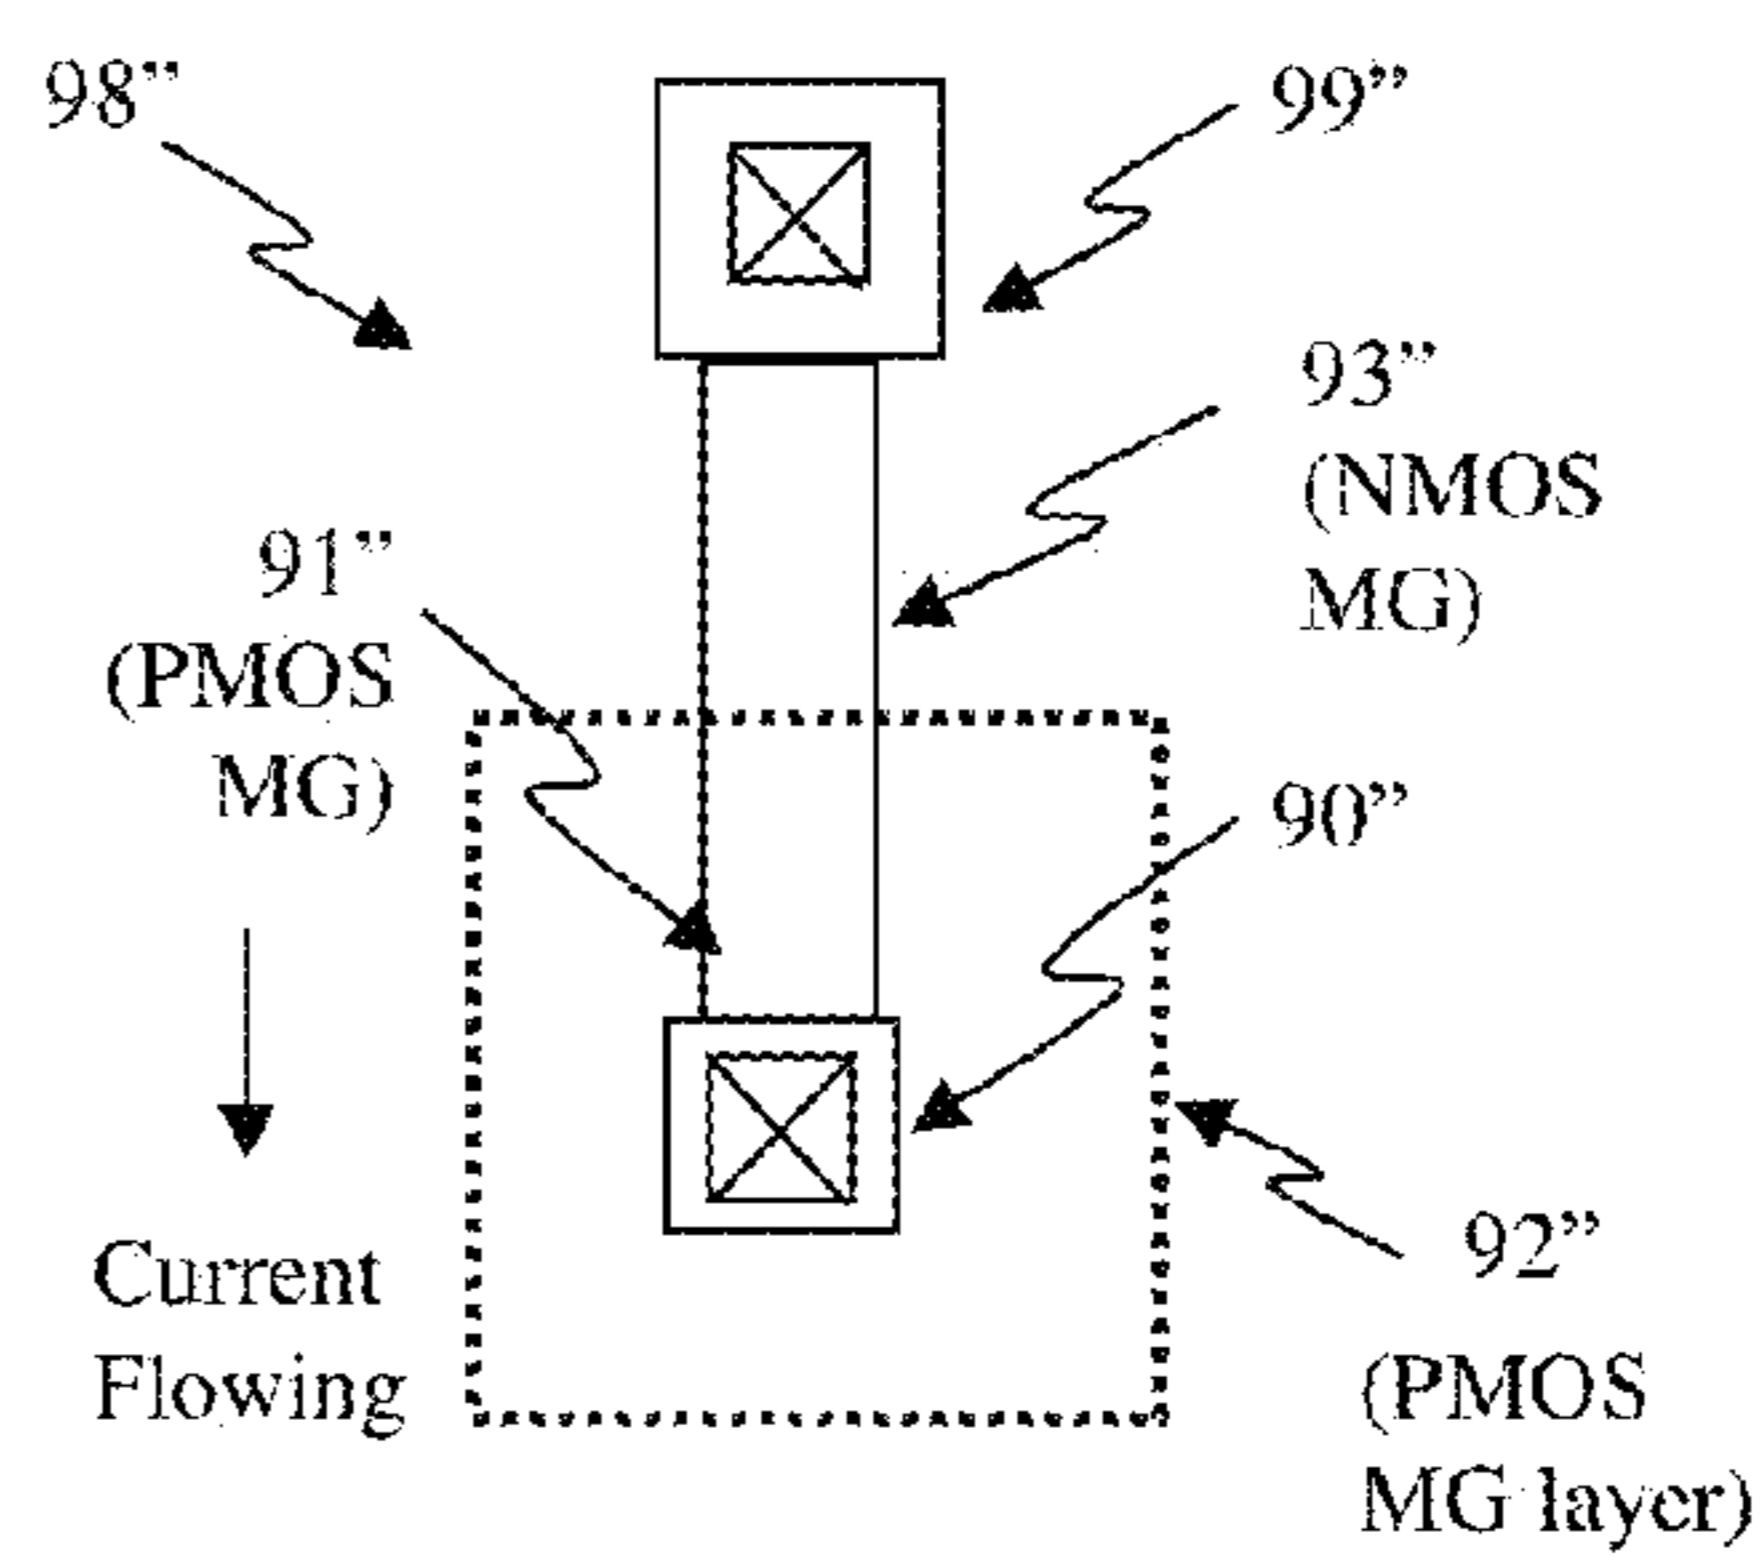 98”
99”
93”
(NMOS
MG)
91”
(PMOS
MG)
90”
Current
Flowing
92”
(PMOS
MG layer)